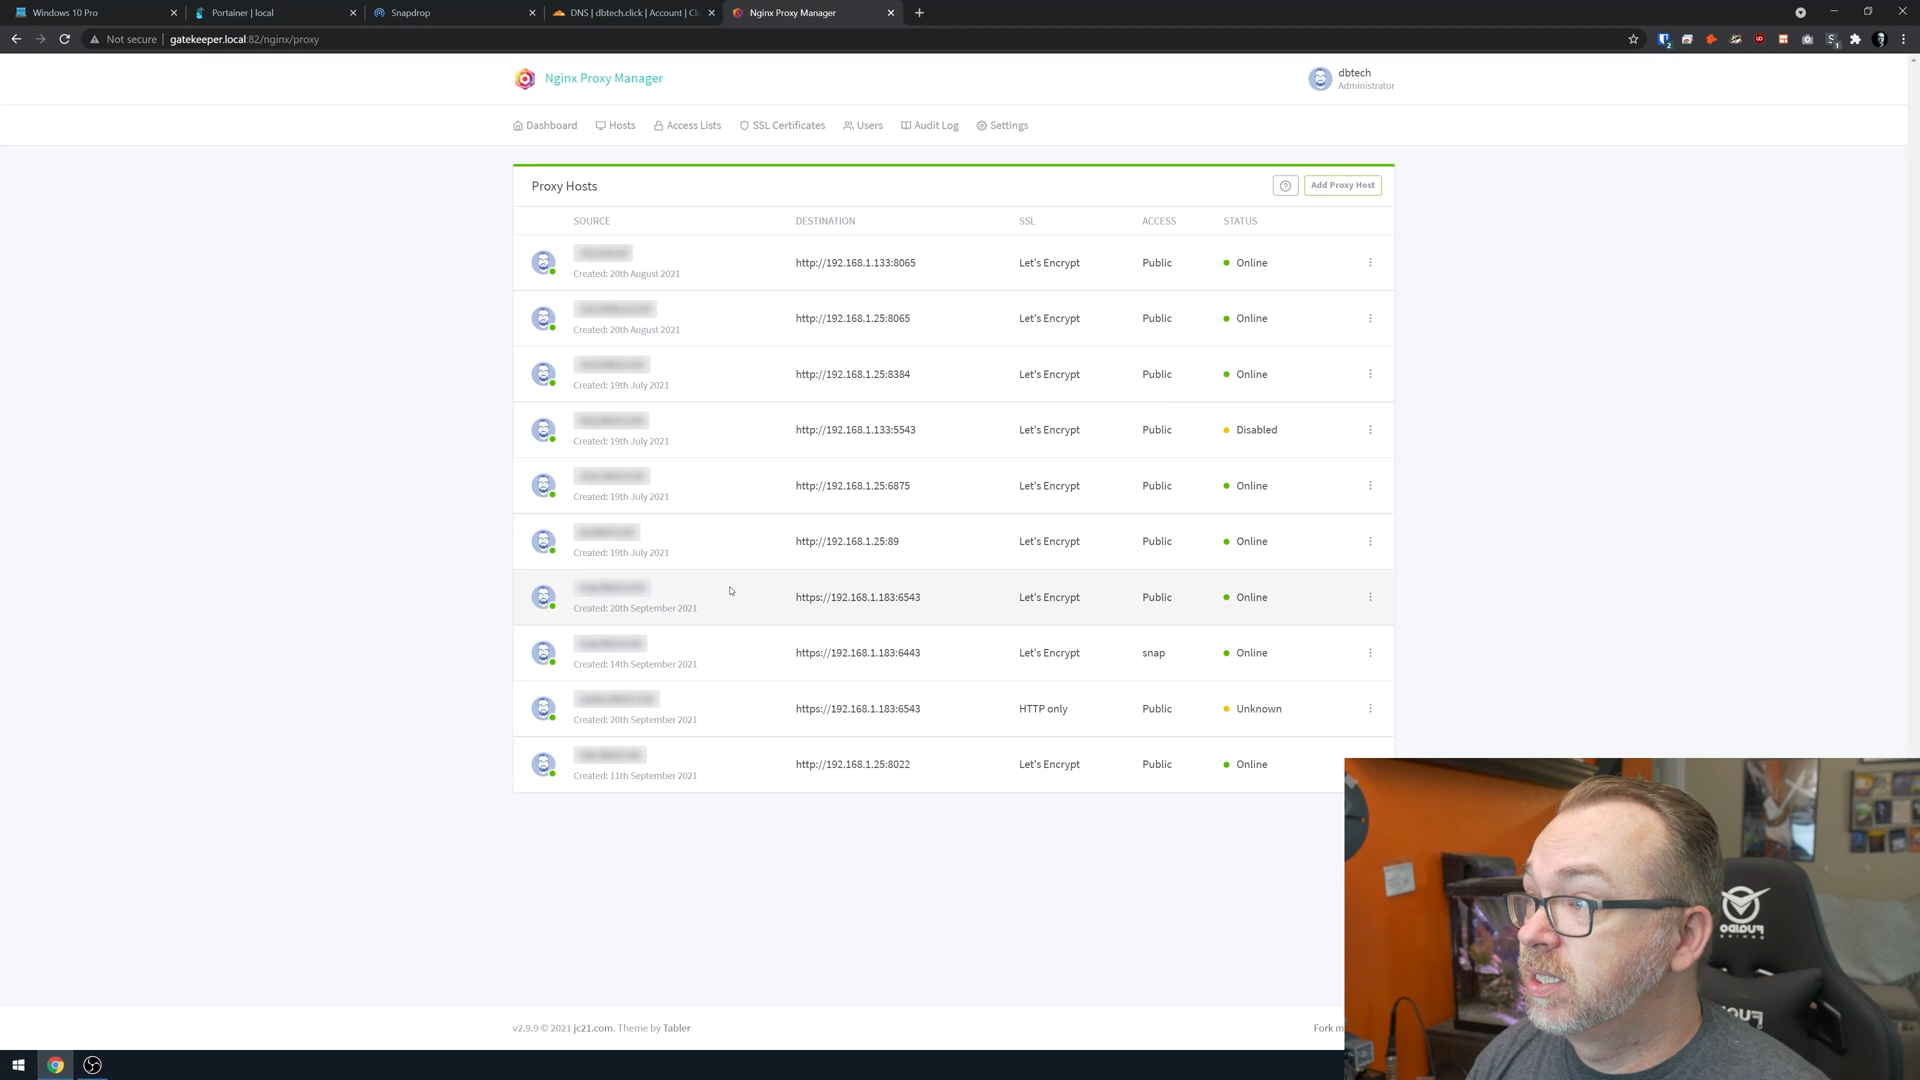 Windows 10 Pro
Portainer | local
Snapdrop
DNS | dbtech.click | Account | Cl
Nginx Proxy Manager
Not secure
gatekeeper.local:82/nginx/proxy
Nginx Proxy Manager
dbtech
Administrator
Dashboard
Hosts
Access Lists
SSL Certificates
Users
Audit Log
Settings
Proxy Hosts
Add Proxy Host
SOURCE DESTINATION SSL ACCESS STATUS
http://192.168.1.133:8065 Let's Encrypt Public Online
Created: 20th August 2021
http://192.168.1.25:8065 Let's Encrypt Public Online
Created: 20th August 2021
http://192.168.1.25:8384 Let's Encrypt Public Online
Created: 19th July 2021
http://192.168.1.133:5543 Let's Encrypt Public Disabled
Created: 19th July 2021
http://192.168.1.25:6875 Let's Encrypt Public Online
Created: 19th July 2021
http://192.168.1.25:89 Let's Encrypt Public Online
Created: 19th July 2021
https://192.168.1.183:6543 Let's Encrypt Public Online
Created: 20th September 2021
https://192.168.1.183:6443 Let's Encrypt snap Online
Created: 14th September 2021
https://192.168.1.183:6543 HTTP only Public Unknown
Created: 20th September 2021
http://192.168.1.25:8022 Let's Encrypt Public Online
Created: 11th September 2021
v2.9.9 © 2021 jc21.com. Theme by Tabler
Fork m